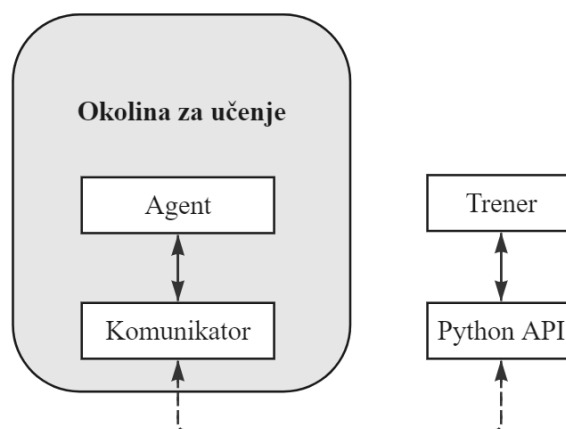 Okolina za učenje
Agent
Trener
Komunikator
Python API